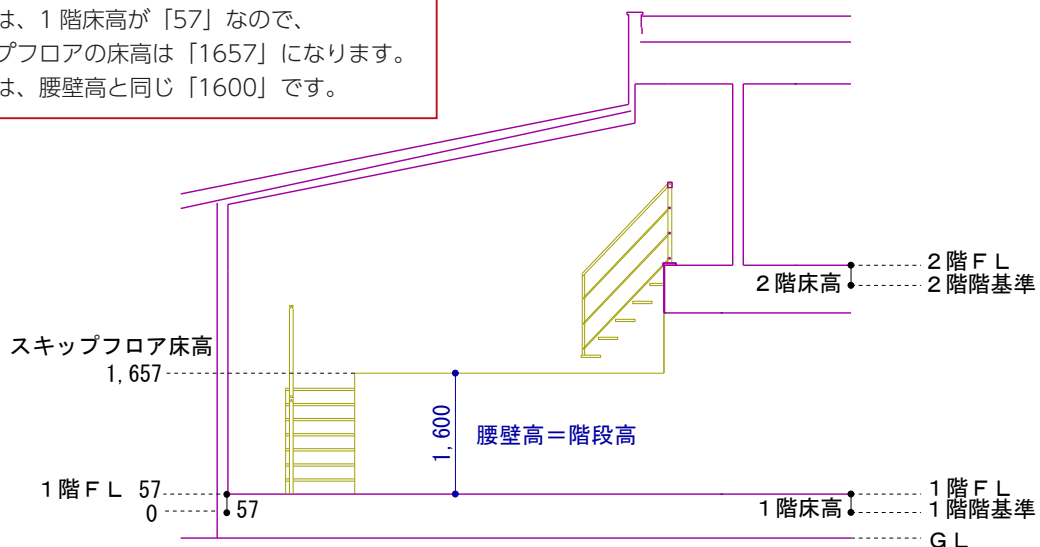 は、1 階床高が「57」なので、
プフロアの床高は「1657」になります。
は、腰壁高と同じ「1600」です。
2階FL
2階床高
2階階基準
スキップフロア床高
1,657
1,600
腰壁高＝階段高
1階FL 57
0
57
1階FL
1階床高
1階階基準
GL